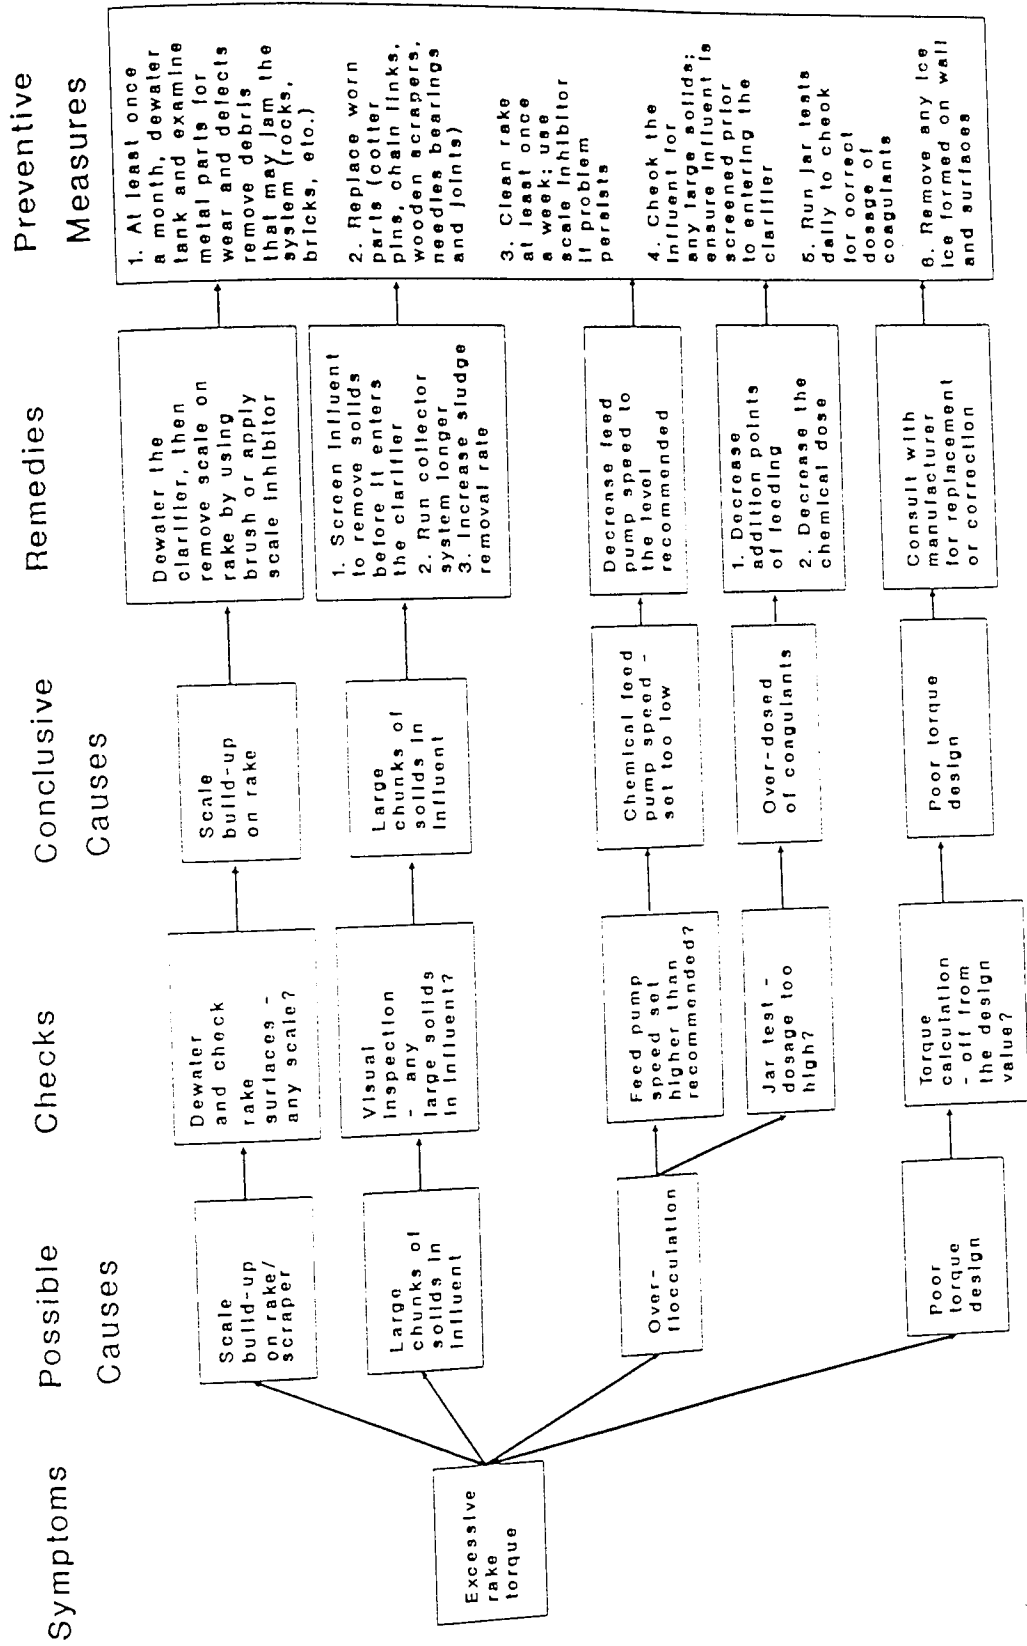 Symptoms
Possible
Causes
Checks
Conclusive
Causes
Remedies
Preventive
Measures
Excessive
rake
torque
Scale
build-up
on rake/
scraper
Large
chunks of
solids in
influent
Over-
flocculation
Poor
torque
design
Dewater
and check
rake
surfaces -
any scale?
Visual
inspection
- any
large solids
in influent?
Feed pump
speed set
higher than
recommended?
Jar test -
dosage too
high?
Torque
calculation
- off from
the design
value?
Scale
build-up
on rake
Large
chunks of
solids in
influent
Chemical feed
pump speed -
set too low
Over-dosed
of coagulants
Poor torque
design
Dewater the
clarifier, then
remove scale on
rake by using
brush or apply
scale inhibitor
1. Screen influent
to remove solids
before it enters
the clarifier
2. Run collector
system longer
3. Increase sludge
removal rate
Decrease feed
pump speed to
the level
recommended
1. Decrease
addition points
of feeding
2. Decrease the
chemical dose
Consult with
manufacturer
for replacement
or correction
1. At least once
a month, dewater
tank and examine
metal parts for
wear and defects
remove debris
that may jam the
system (rocks,
bricks, etc.)
2. Replace worn
parts (cotter
pins, chain links,
wooden scrapers,
needles bearings
and joints)
3. Clean rake
at least once
a week; use
scale inhibitor
if problem
persists
4. Check the
influent for
any large solids;
ensure influent is
screened prior
to entering the
clarifier
5. Run jar tests
daily to check
for correct
dosage of
coagulants
6. Remove any ice
ice formed on wall
and surfaces